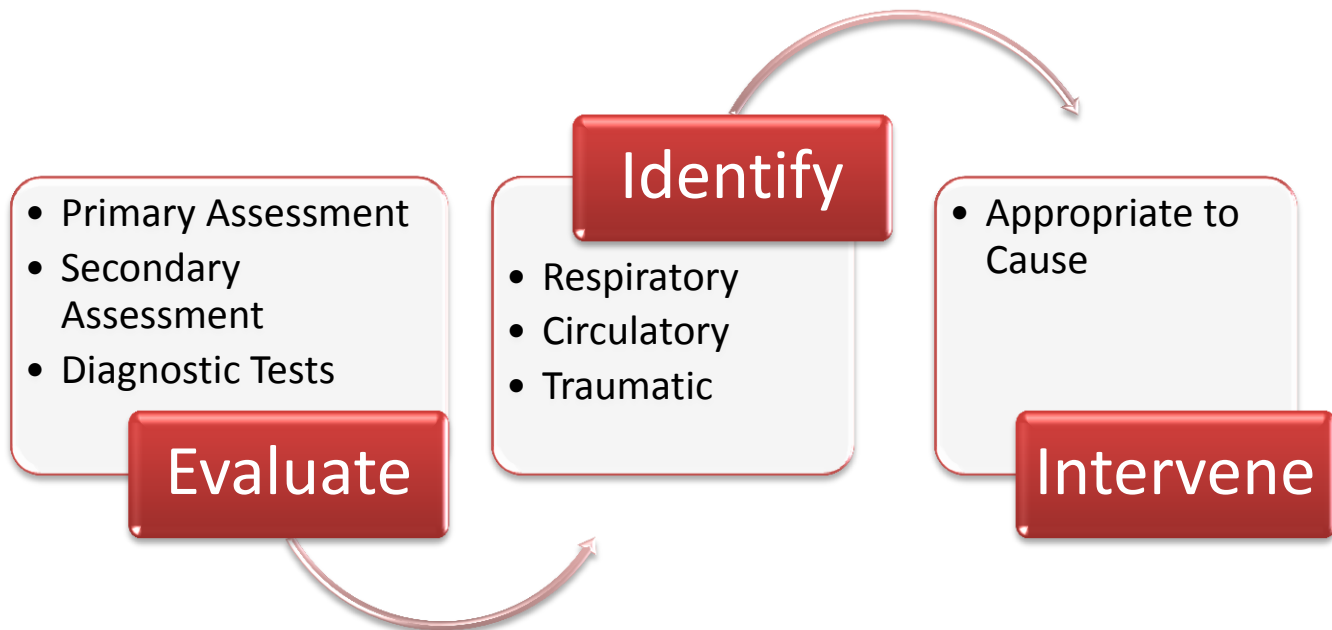 • Primary Assessment
• Secondary
Assessment
• Diagnostic Tests
Evaluate
Identify
• Respiratory
• Circulatory
• Traumatic
• Appropriate to
Cause
Intervene